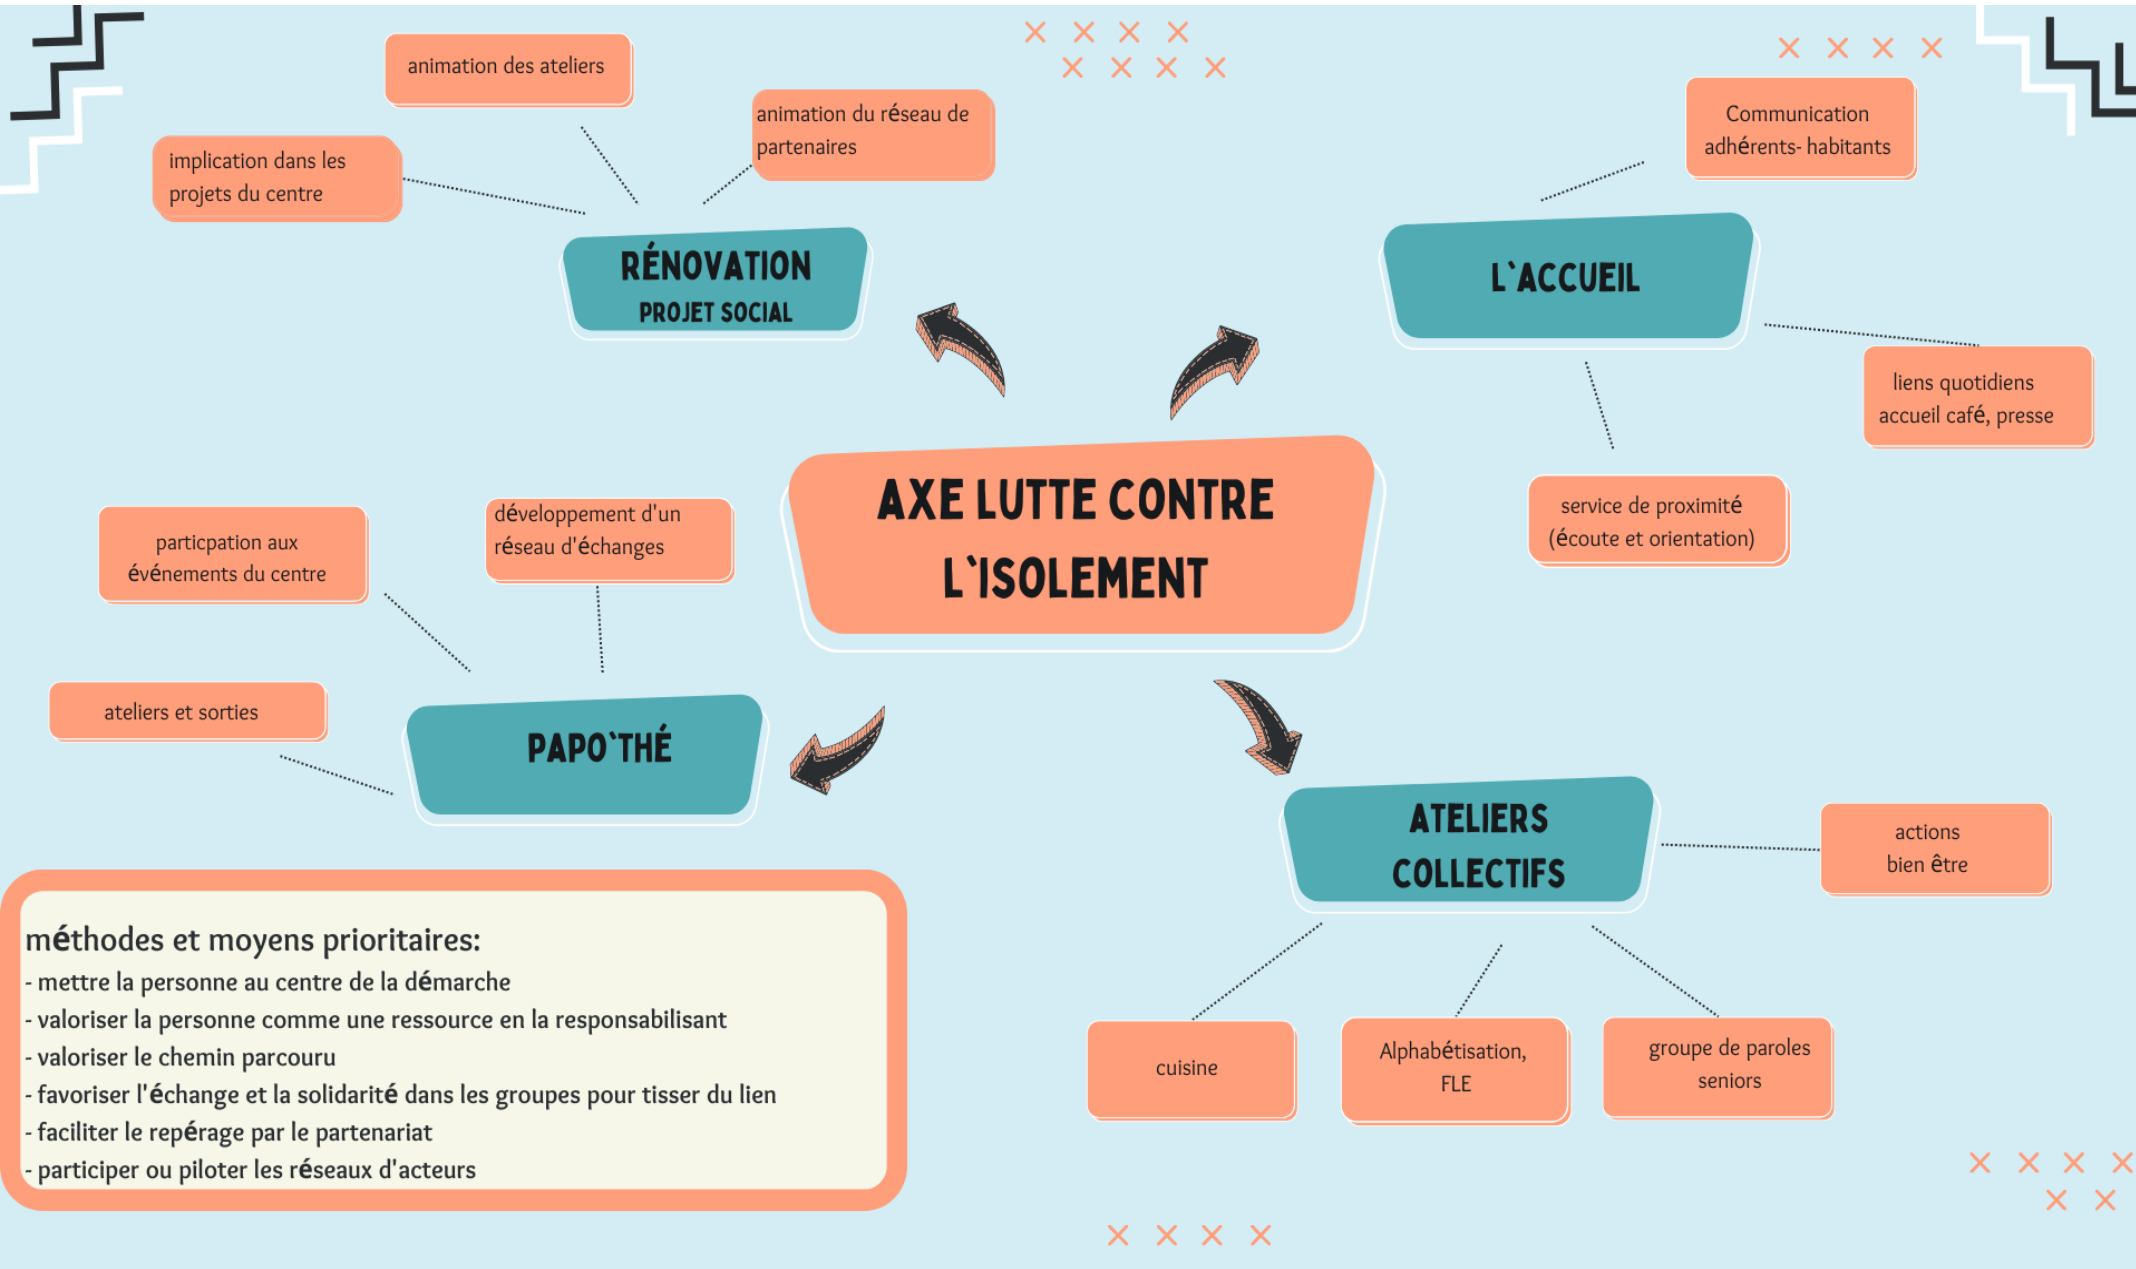 animation des ateliers
animation du réseau de
partenaires
implication dans les
projets du centre
RÉNOVATION
PROJET SOCIAL
Communication
adhérents- habitants
L`ACCUEIL
liens quotidiens
accueil café, presse
service de proximité
(écoute et orientation)
AXE LUTTE CONTRE
L`ISOLEMENT
particpation aux
événements du centre
développement d'un
réseau d'échanges
ateliers et sorties
PAPO`THÉ
ATELIERS
COLLECTIFS
actions
bien être
cuisine
Alphabétisation,
FLE
groupe de paroles
seniors
méthodes et moyens prioritaires:
- mettre la personne au centre de la démarche
- valoriser la personne comme une ressource en la responsabilisant
- valoriser le chemin parcouru
- favoriser l'échange et la solidarité dans les groupes pour tisser du lien
- faciliter le repérage par le partenariat
- participer ou piloter les réseaux d'acteurs